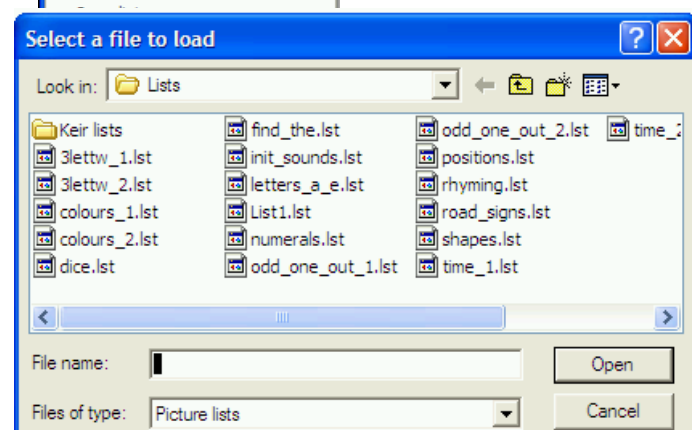 Select a file to load
Look in: Lists
Keir lists
3lettw_1.lst
3lettw_2.lst
colours_1.lst
colours_2.lst
dice.lst
find_the.lst
init_sounds.lst
letters_a_e.lst
List1.lst
numerals.lst
odd_one_out_1.lst
odd_one_out_2.lst
positions.lst
rhyming.lst
road_signs.lst
shapes.lst
time_1.lst
time_2
File name:
Open
Files of type: Picture lists
Cancel